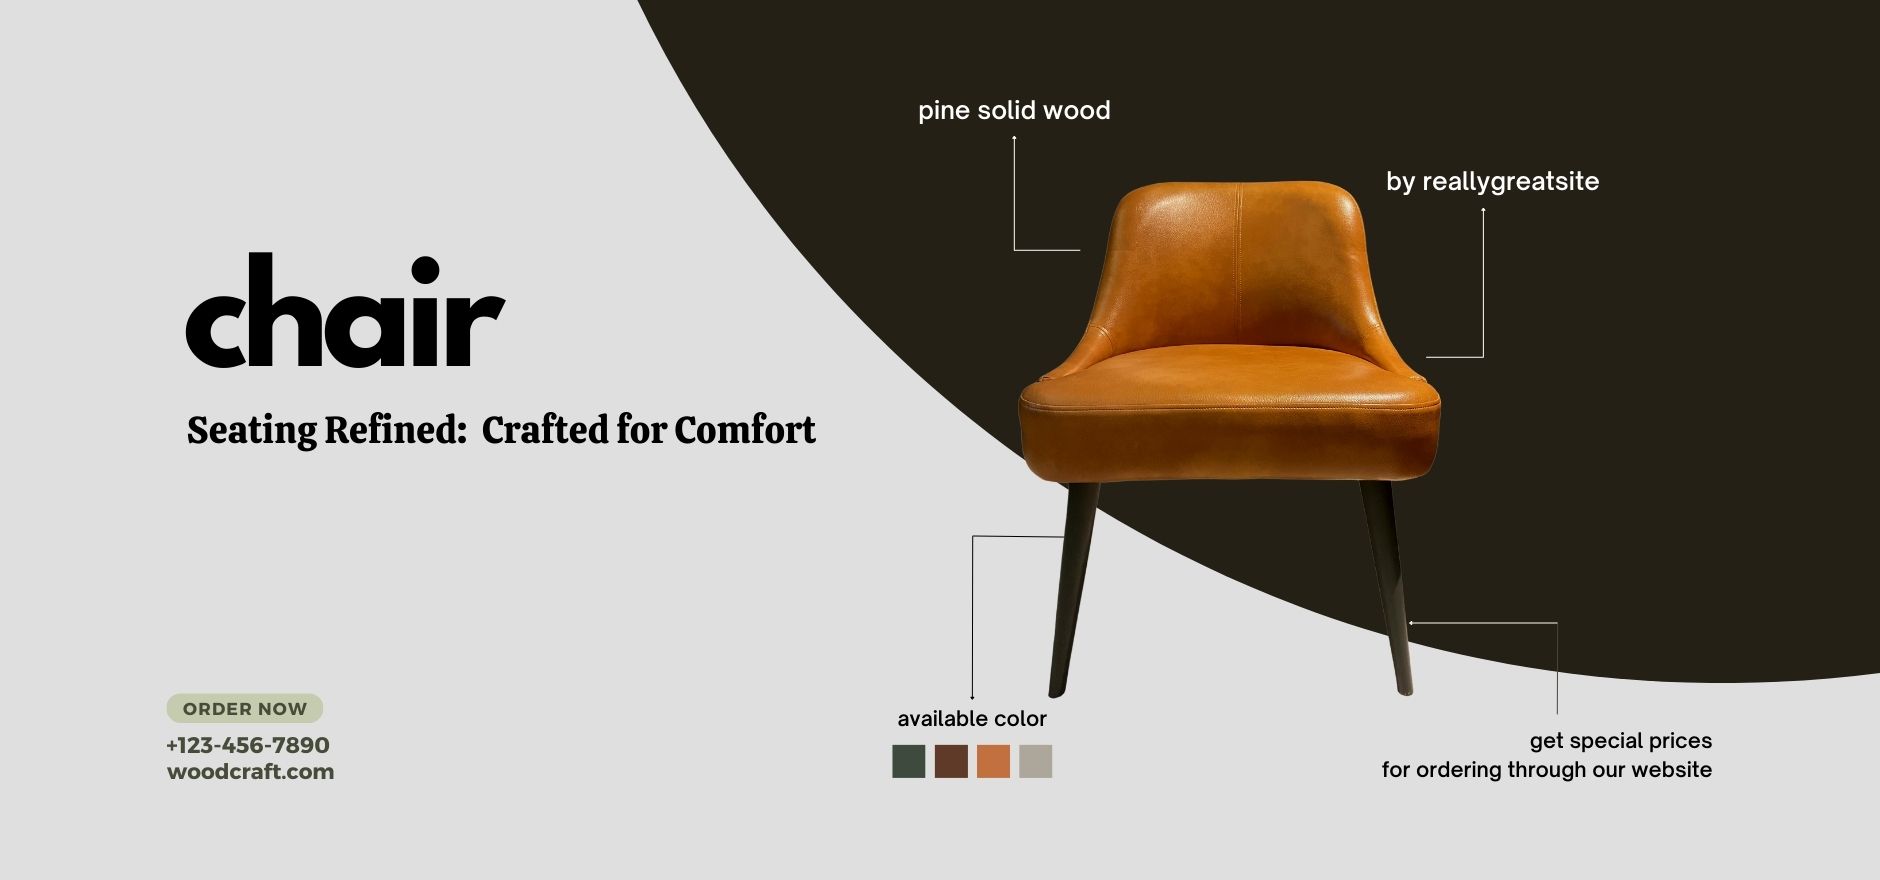 pine solid wood
by reallygreatsite
chair
Seating Refined:  Crafted for Comfort
ORDER NOW
+123-456-7890
woodcraft.com
available color
get special prices
for ordering through our website